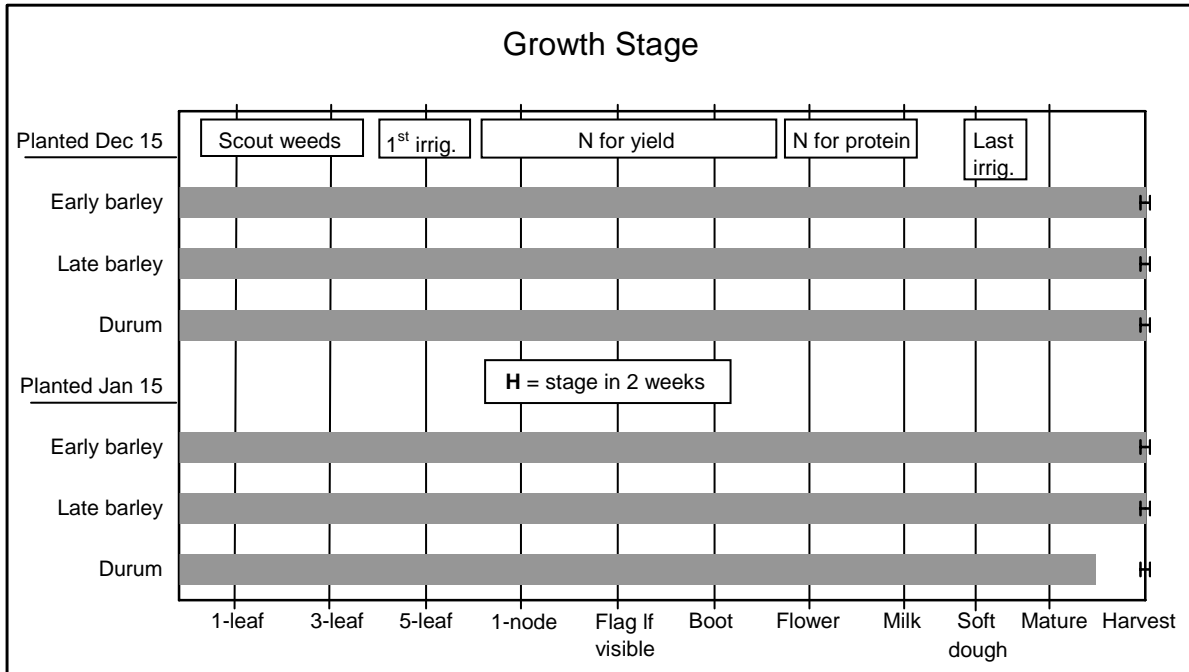 Growth Stage
Planted Dec 15
Scout weeds
1st irrig.
N for yield
N for protein
Last
irrig.
Early barley
Late barley
Durum
Planted Jan 15
H = stage in 2 weeks
Early barley
Late barley
Durum
1-leaf
3-leaf
5-leaf
1-node
Flag lf
visible
Boot
Flower
Milk
Soft
dough
Mature
Harvest